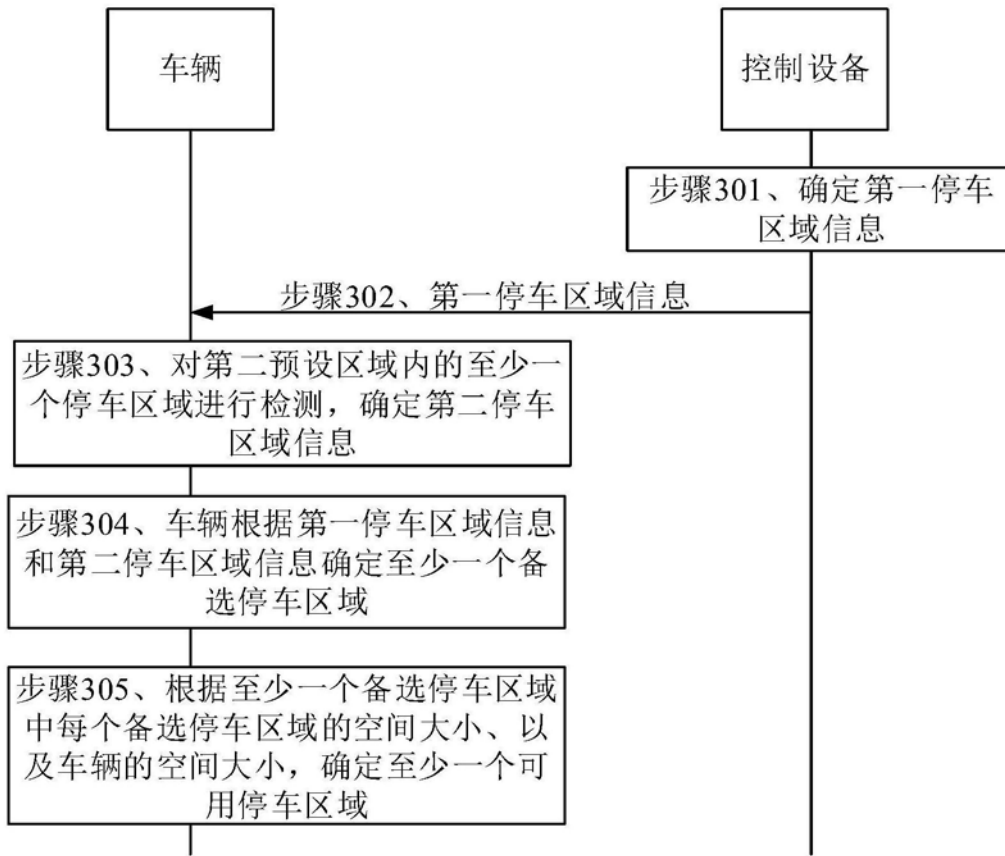 车辆
控制设备
步骤301、确定第一停车
区域信息
步骤302、第一停车区域信息
步骤303、对第二预设区域内的至少一
个停车区域进行检测，确定第二停车
区域信息
步骤304、车辆根据第一停车区域信息
和第二停车区域信息确定至少一个备
选停车区域
步骤305、根据至少一个备选停车区域
中每个备选停车区域的空间大小、以
及车辆的空间大小，确定至少一个可
用停车区域